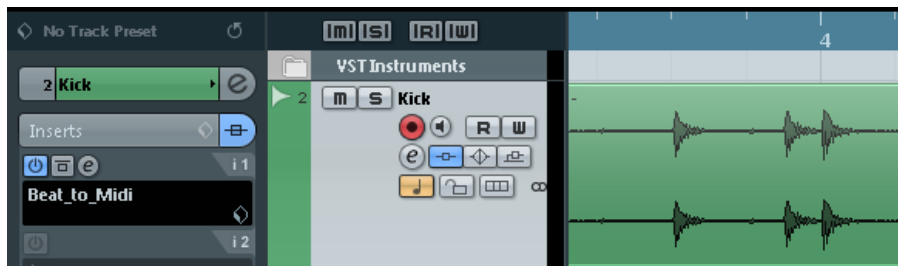 No Track Preset
m S R W
4
VST Instruments
2 Kick e
2 m S Kick
R W
e
Inserts
e i 1
Beat_to_Midi
i 2